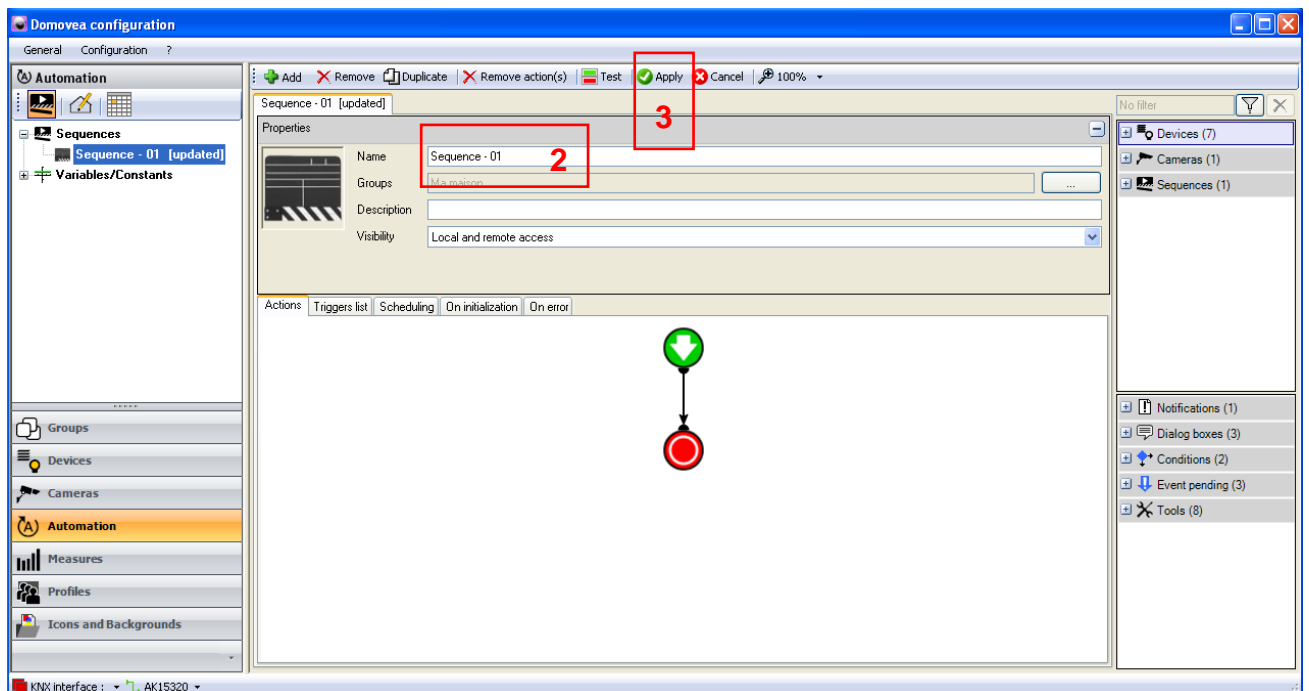 Domovea configuration
General Configuration ?
Automation
Add Remove Duplicate Remove action(s) Test Apply Cancel 100%
3
Sequences
Sequence - 01 [updated]
Variables/Constants
Sequence - 01 [updated]
Properties
Name Sequence - 01
2
Groups Ma maison ...
Description
Visibility Local and remote access
Actions Triggers list Scheduling On initialization On error
No filter
Devices (7)
Cameras (1)
Sequences (1)
Notifications (1)
Dialog boxes (3)
Conditions (2)
Event pending (3)
Tools (8)
Groups
Devices
Cameras
Automation
Measures
Profiles
Icons and Backgrounds
KNX interface : AK15320